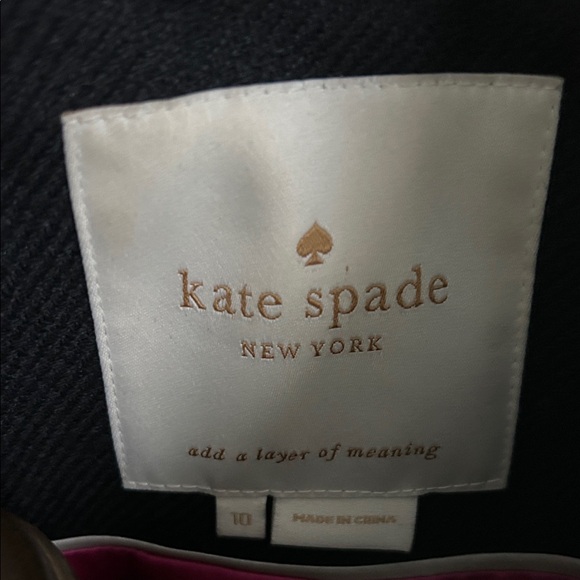 kate spade
NEW YORK
add a layer of meaning
10
MADE IN CHINA